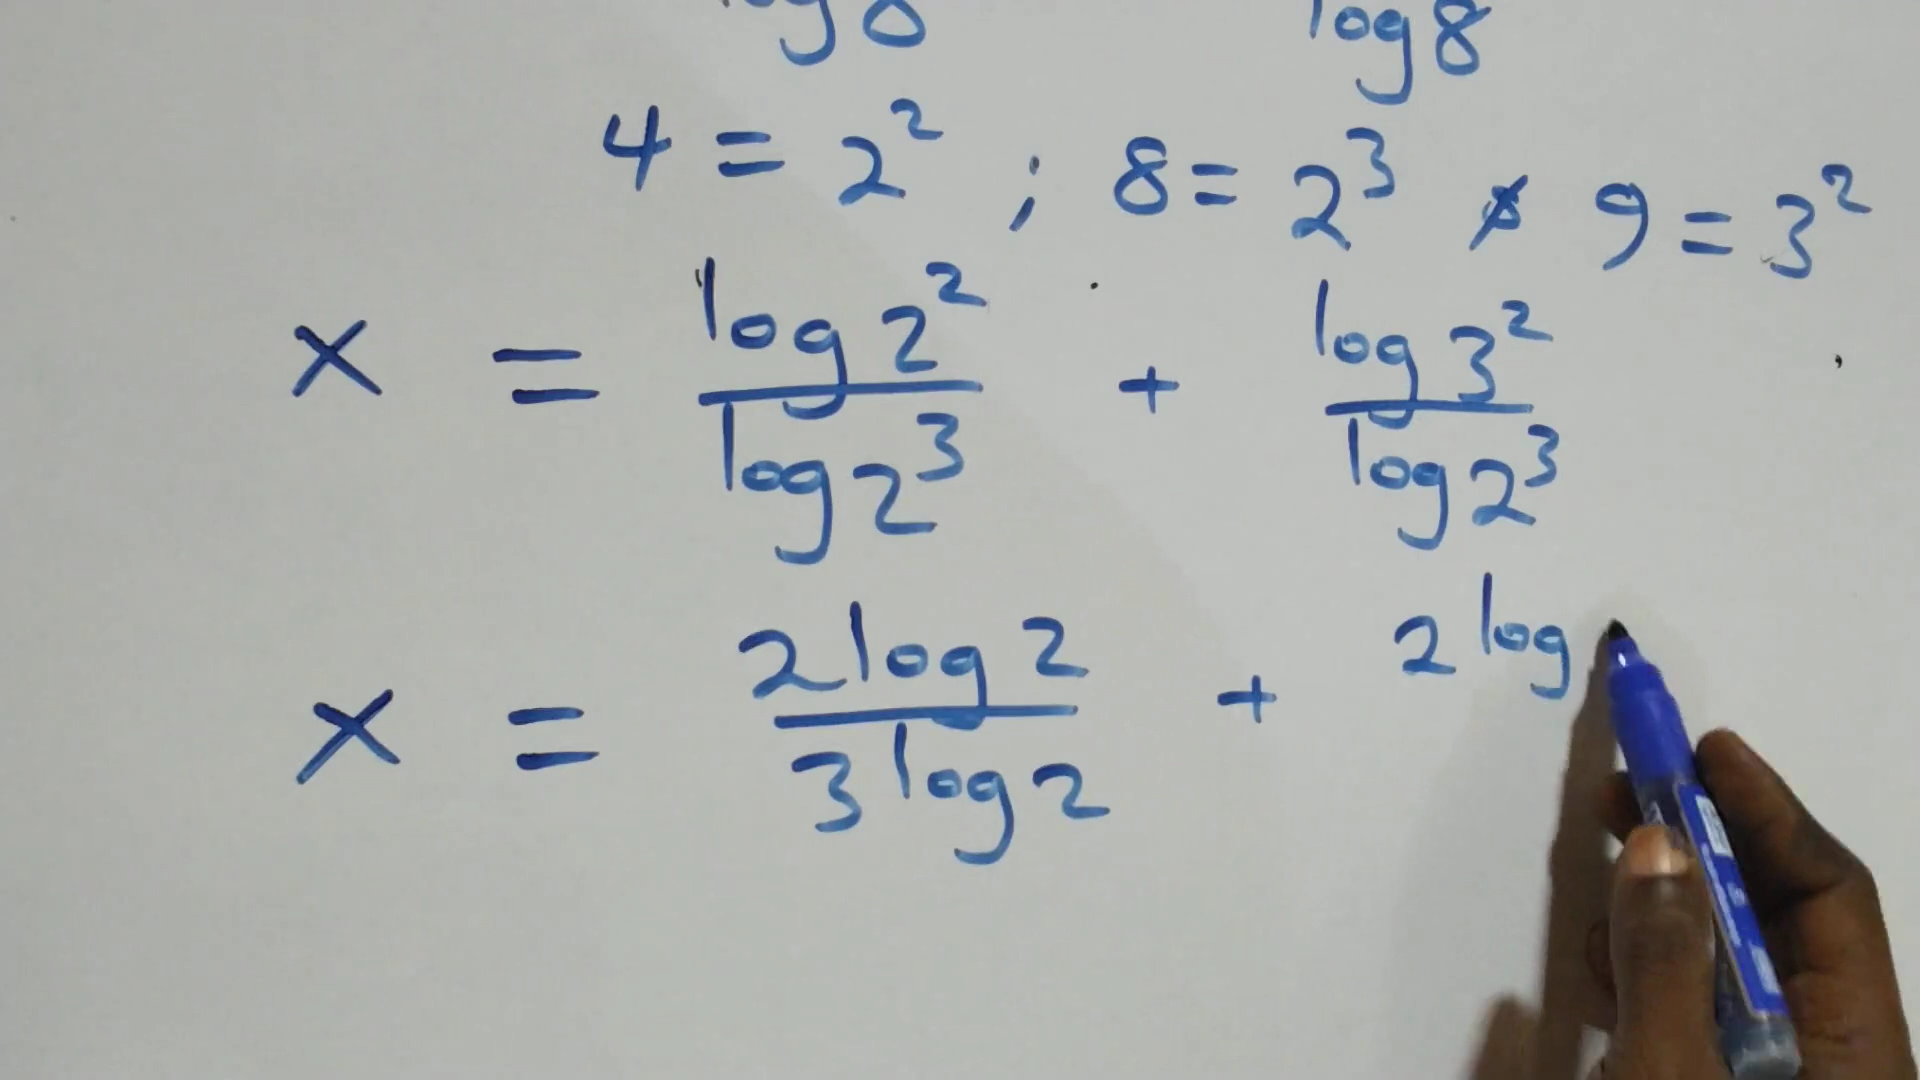 log 8 log 8
4 = 2² ; 8 = 2³ & 9 = 3²
x = log 2² / log 2³ + log 3² / log 2³
x = 2 log 2 / 3 log 2 + 2 log